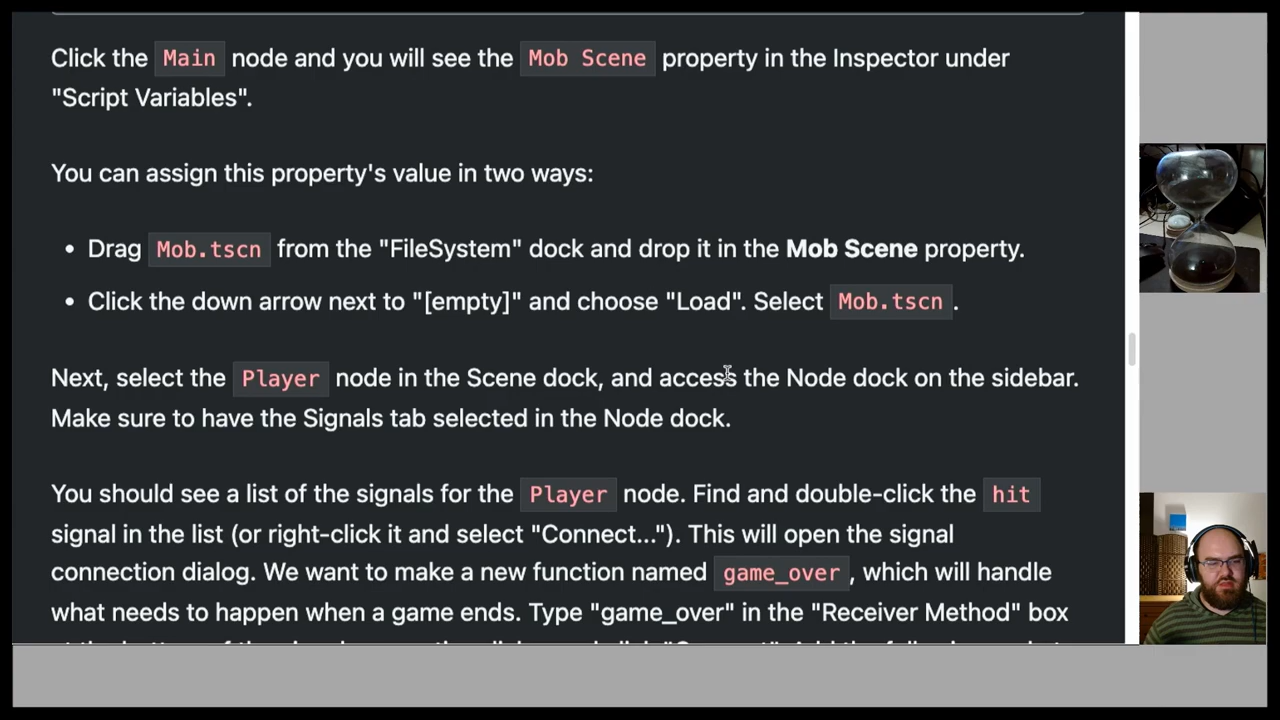 Click the Main node and you will see the Mob Scene property in the Inspector under
"Script Variables".
You can assign this property's value in two ways:
• Drag Mob.tscn from the "FileSystem" dock and drop it in the Mob Scene property.
• Click the down arrow next to "[empty]" and choose "Load". Select Mob.tscn.
Next, select the Player node in the Scene dock, and access the Node dock on the sidebar.
Make sure to have the Signals tab selected in the Node dock.
You should see a list of the signals for the Player node. Find and double-click the hit
signal in the list (or right-click it and select "Connect..."). This will open the signal
connection dialog. We want to make a new function named game_over, which will handle
what needs to happen when a game ends. Type "game_over" in the "Receiver Method" box